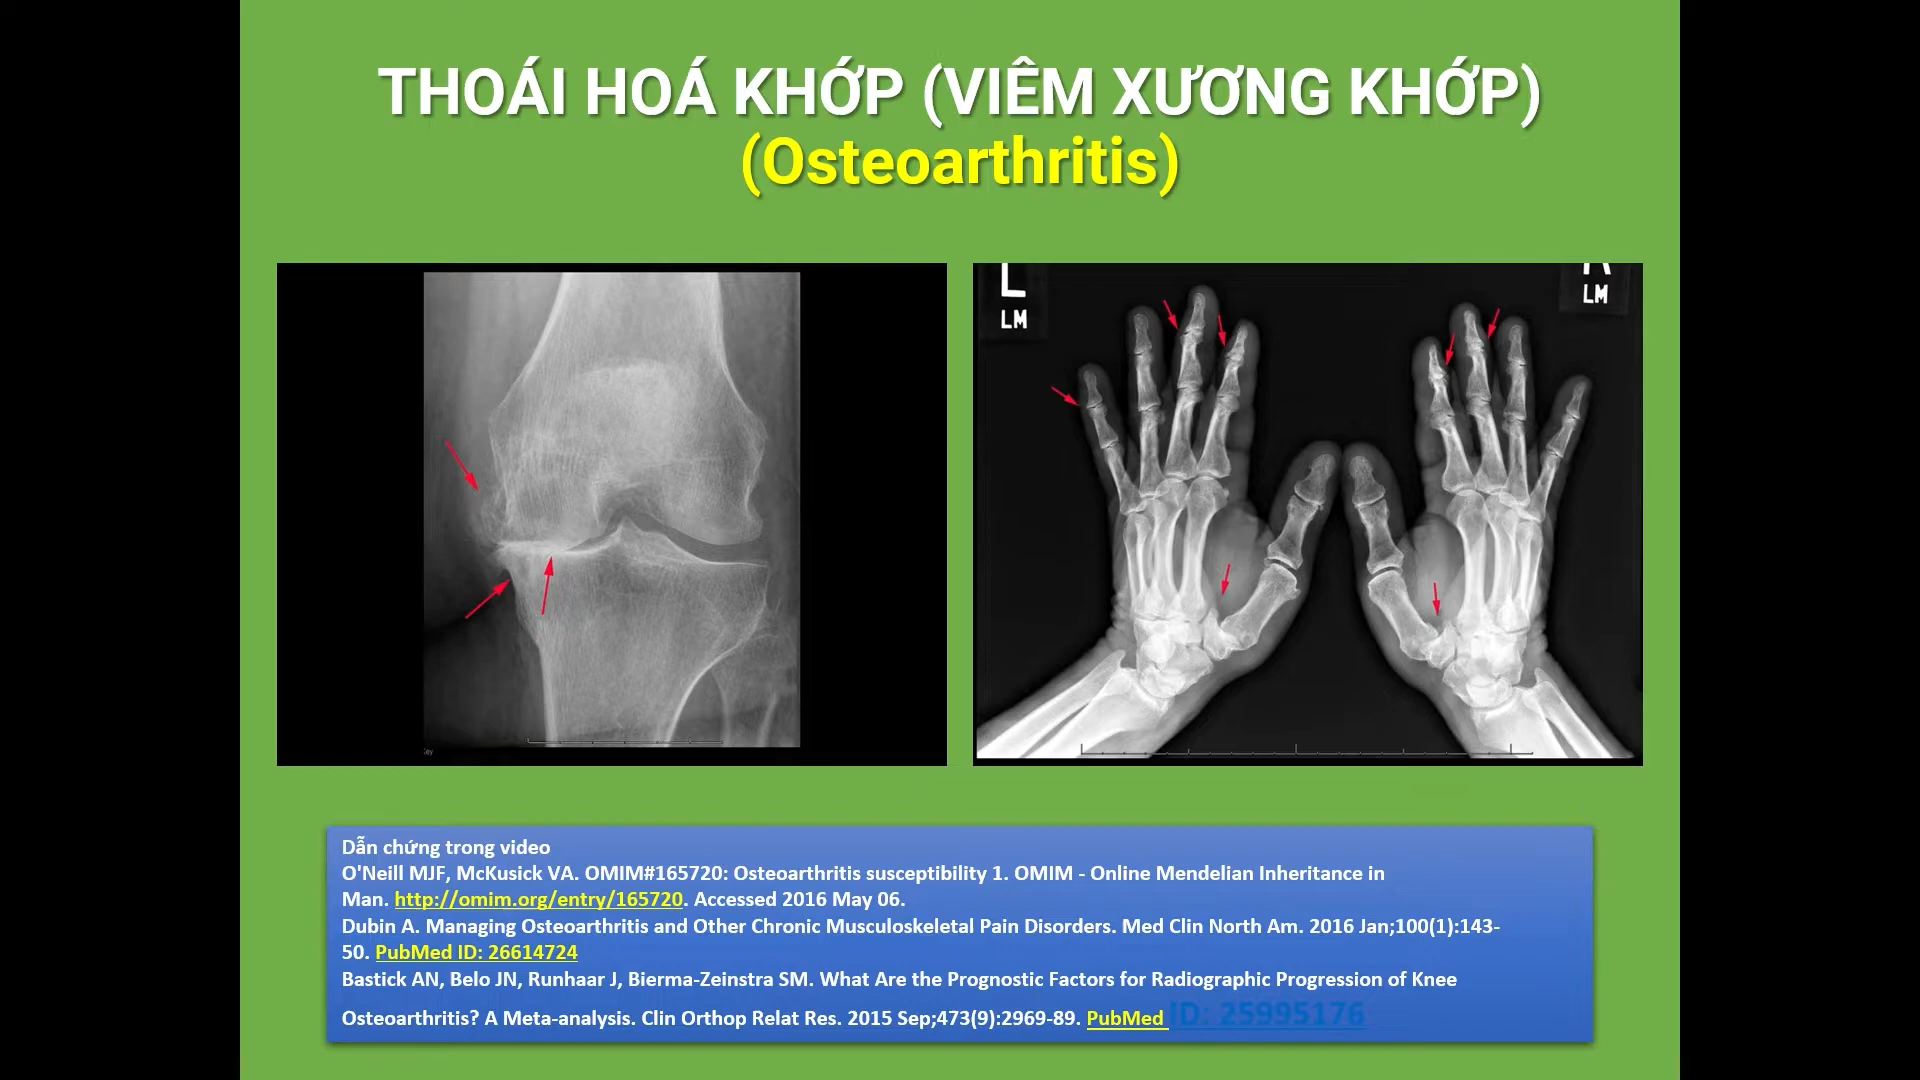 THOÁI HOÁ KHỚP (VIÊM XƯƠNG KHỚP)
(Osteoarthritis)
L
LM
R
LM
Dẫn chứng trong video
O'Neill MJF, McKusick VA. OMIM#165720: Osteoarthritis susceptibility 1. OMIM - Online Mendelian Inheritance in
Man. http://omim.org/entry/165720. Accessed 2016 May 06.
Dubin A. Managing Osteoarthritis and Other Chronic Musculoskeletal Pain Disorders. Med Clin North Am. 2016 Jan;100(1):143-
50. PubMed ID: 26614724
Bastick AN, Belo JN, Runhaar J, Bierma-Zeinstra SM. What Are the Prognostic Factors for Radiographic Progression of Knee
Osteoarthritis? A Meta-analysis. Clin Orthop Relat Res. 2015 Sep;473(9):2969-89. PubMed ID: 25995176